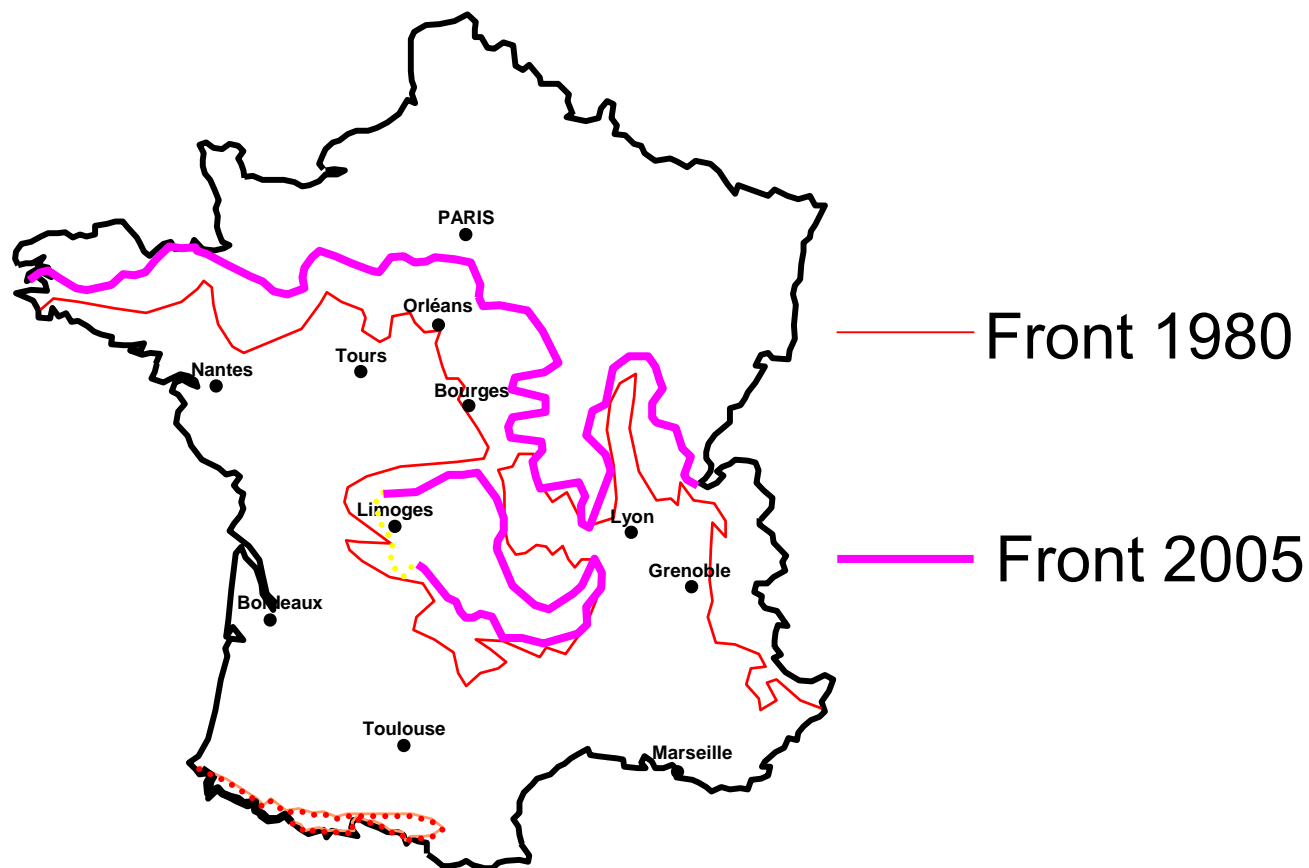 PARIS
Orléans
Front 1980
Tours
Nantes
Bourges
Limoges
Lyon
Front 2005
Grenoble
Bordeaux
Toulouse
Marseille